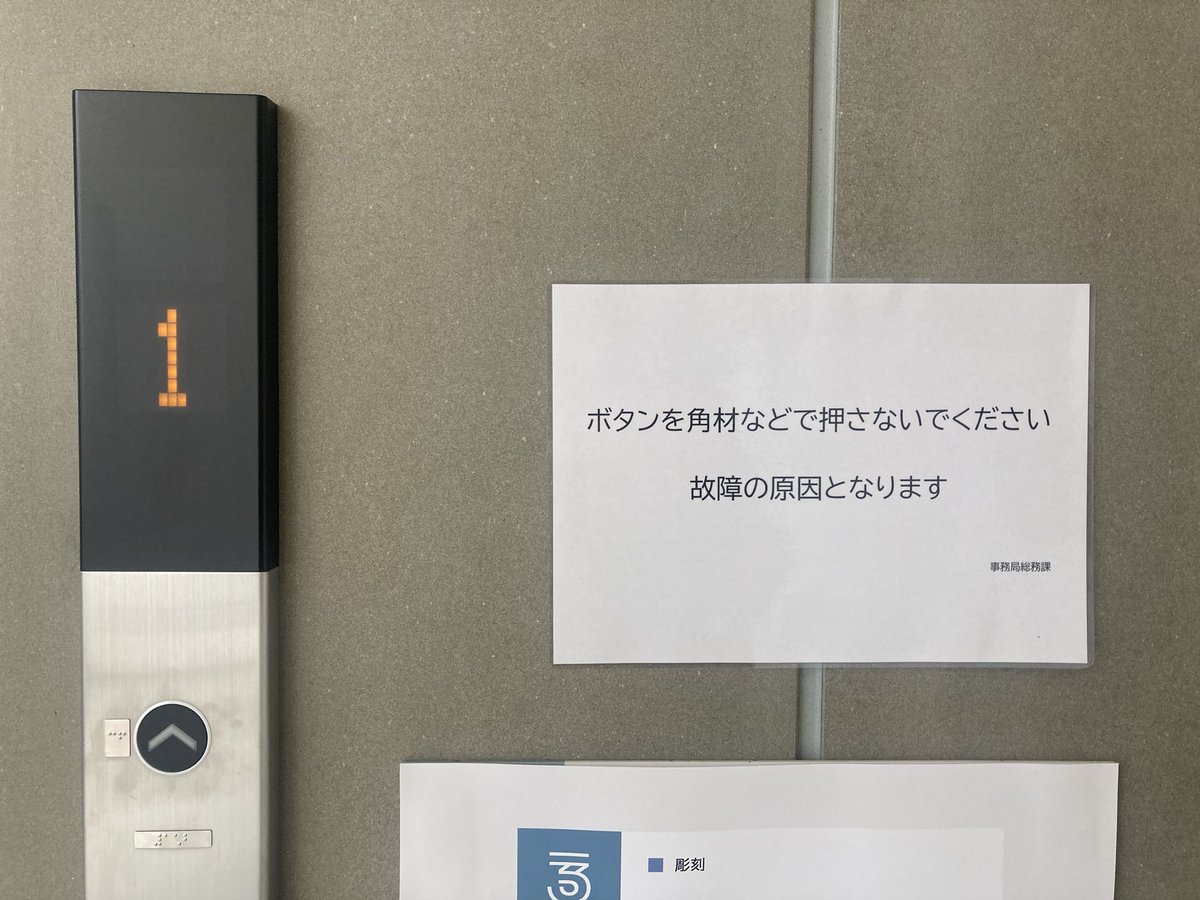 1
ボタンを角材などで押さないでください
故障の原因となります
事務局総務課
彫刻